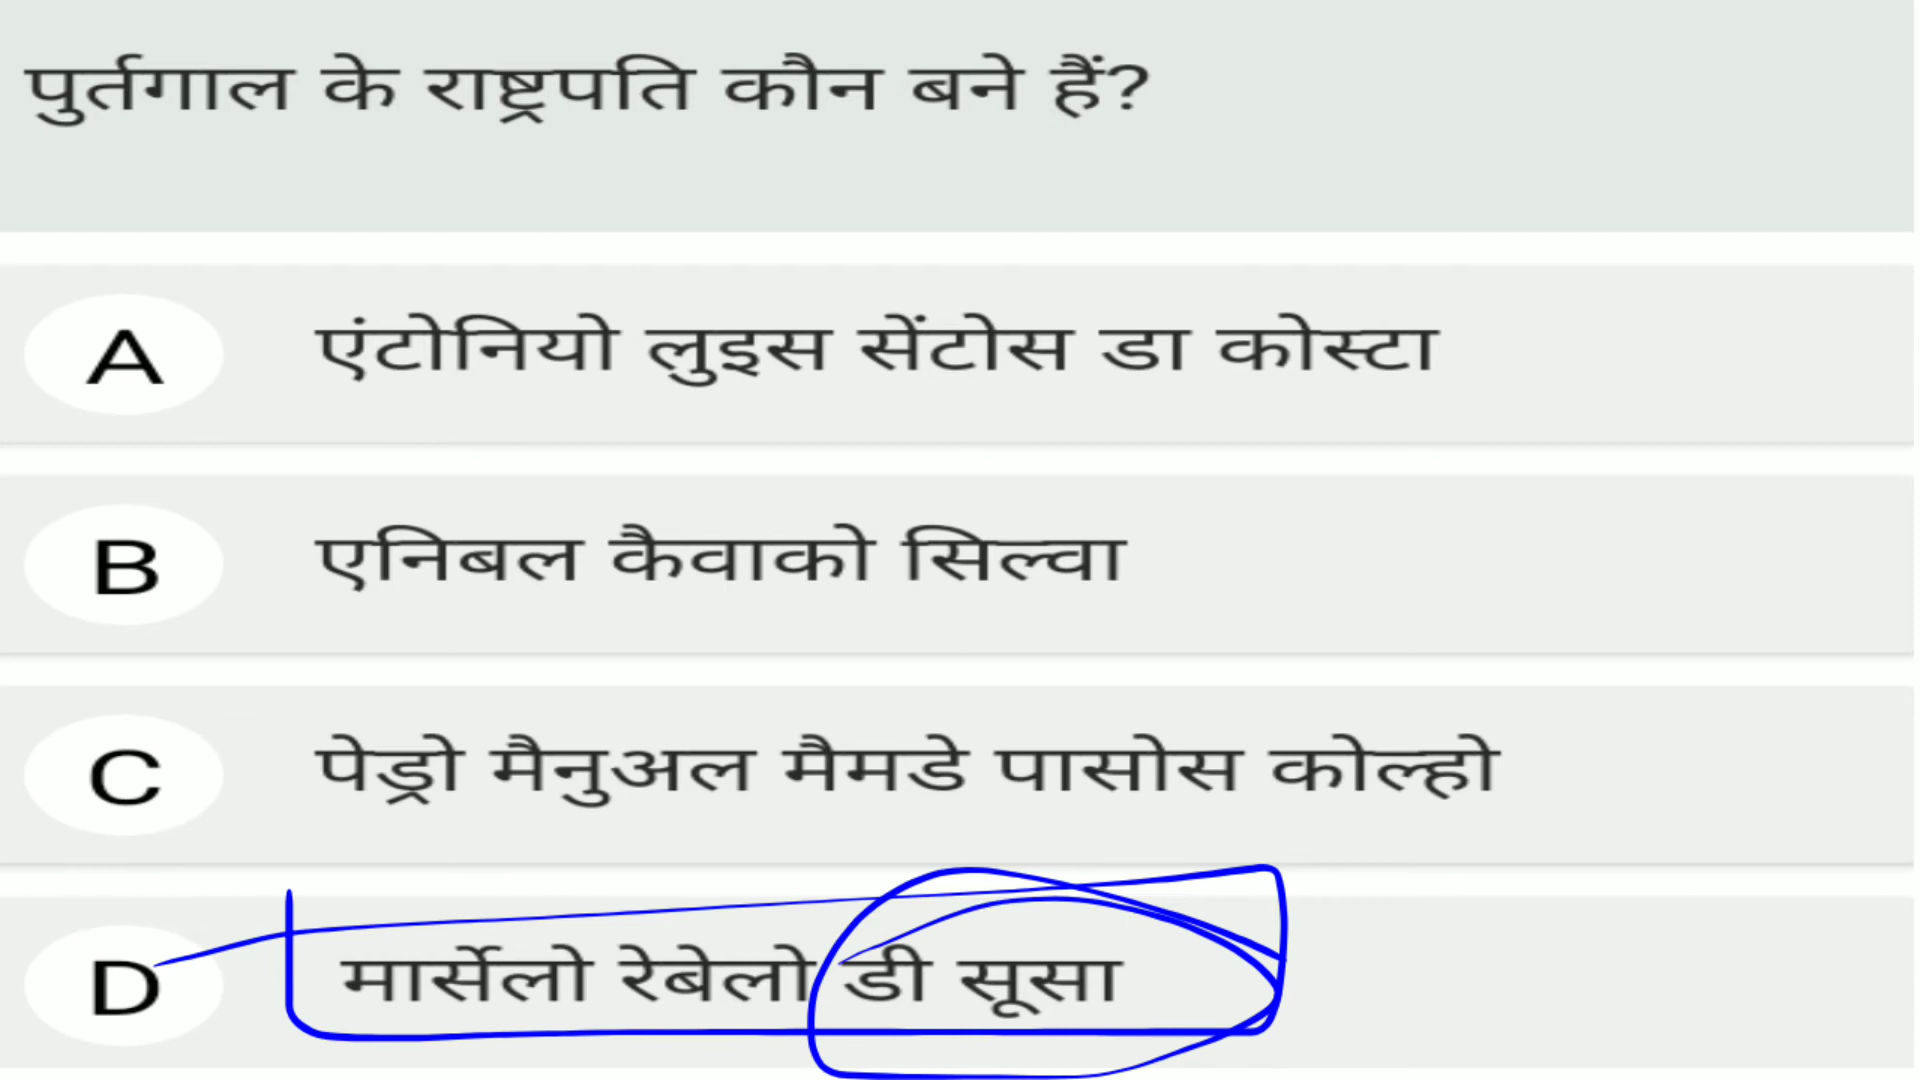 पुर्तगाल के राष्ट्रपति कौन बने हैं?
A एंटोनियो लुइस सेंटोस डा कोस्टा
B एनिबल कैवाको सिल्वा
C पेड्रो मैनुअल मैमडे पासोस कोल्हो
D मार्सेलो रेबेलो डी सूसा